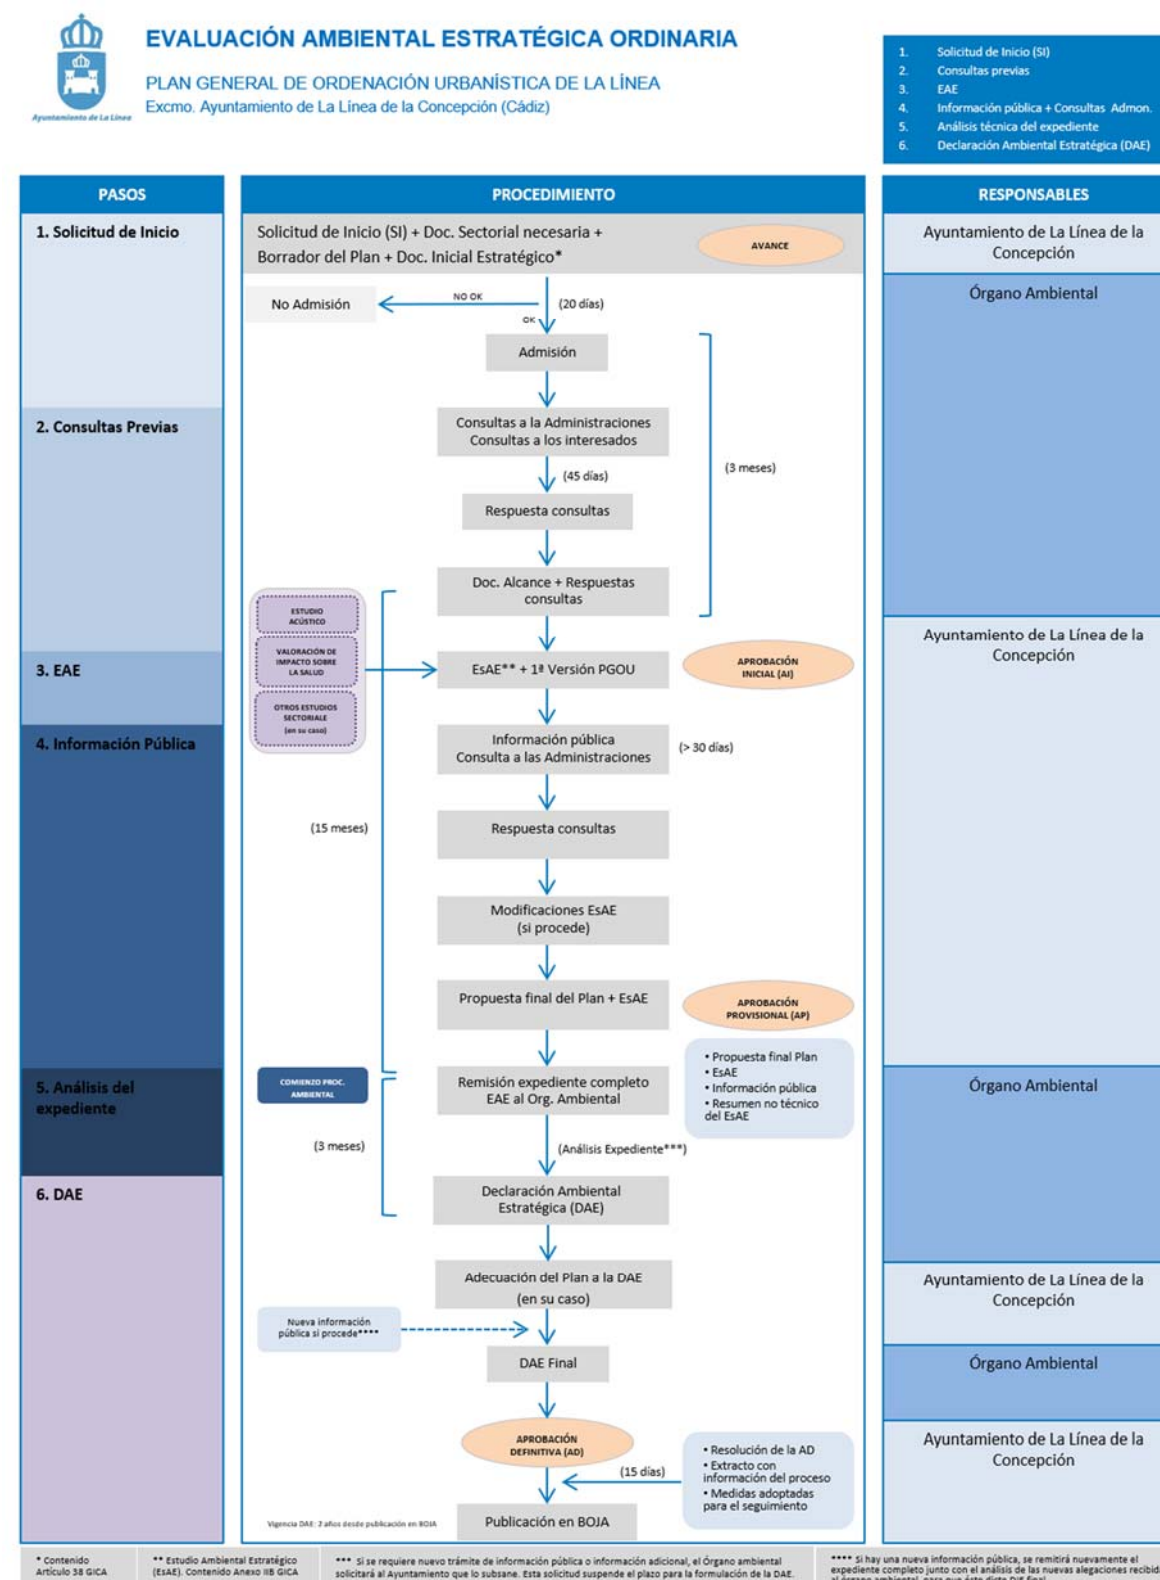 EVALUACIÓN AMBIENTAL ESTRATÉGICA ORDINARIA
PLAN GENERAL DE ORDENACIÓN URBANÍSTICA DE LA LÍNEA
Excmo. Ayuntamiento de La Línea de la Concepción (Cádiz)
Ayuntamiento de La Línea
1. Solicitud de Inicio (SI)
2. Consultas previas
3. EAE
4. Información pública + Consultas Admon.
5. Análisis técnica del expediente
6. Declaración Ambiental Estratégica (DAE)
PASOS
PROCEDIMIENTO
RESPONSABLES
1. Solicitud de Inicio
Solicitud de Inicio (SI) + Doc. Sectorial necesaria +
Borrador del Plan + Doc. Inicial Estratégico*
AVANCE
Ayuntamiento de La Línea de la
Concepción
No Admisión
NO OK
(20 días)
OK
Órgano Ambiental
Admisión
2. Consultas Previas
Consultas a la Administraciones
Consultas a los interesados
(3 meses)
(45 días)
Respuesta consultas
Doc. Alcance + Respuestas
consultas
ESTUDIO
ACÚSTICO
VALORACIÓN DE
IMPACTO SOBRE
LA SALUD
OTROS ESTUDIOS
SECTORIALE
(en su caso)
Ayuntamiento de La Línea de la
Concepción
3. EAE
EsAE** + 1ª Versión PGOU
APROBACIÓN
INICIAL (AI)
4. Información Pública
Información pública
Consulta a las Administraciones
(> 30 días)
(15 meses)
Respuesta consultas
Modificaciones EsAE
(si procede)
Propuesta final del Plan + EsAE
APROBACIÓN
PROVISIONAL (AP)
• Propuesta final Plan
• EsAE
• Información pública
• Resumen no técnico
del EsAE
5. Análisis del
expediente
COMIENZO PROC.
AMBIENTAL
Remisión expediente completo
EAE al Org. Ambiental
Órgano Ambiental
(3 meses)
(Análisis Expediente***)
6. DAE
Declaración Ambiental
Estratégica (DAE)
Adecuación del Plan a la DAE
(en su caso)
Ayuntamiento de La Línea de la
Concepción
Nueva información
pública si procede****
DAE Final
Órgano Ambiental
APROBACIÓN
DEFINITIVA (AD)
Ayuntamiento de La Línea de la
Concepción
(15 días)
• Resolución de la AD
• Extracto con
información del proceso
• Medidas adoptadas
para el seguimiento
Publicación en BOJA
Vigencia DAE: 2 años desde publicación en BOJA
* Contenido
Artículo 38 GICA
** Estudio Ambiental Estratégico
(EsAE). Contenido Anexo IIB GICA
*** Si se requiere nuevo trámite de información pública o información adicional, el Órgano ambiental
solicitará al Ayuntamiento que lo subsane. Esta solicitud suspende el plazo para la formulación de la DAE.
**** Si hay una nueva información pública, se remitirá nuevamente el
expediente completo junto con el análisis de las nuevas alegaciones
al órgano ambiental, para que éste dicte